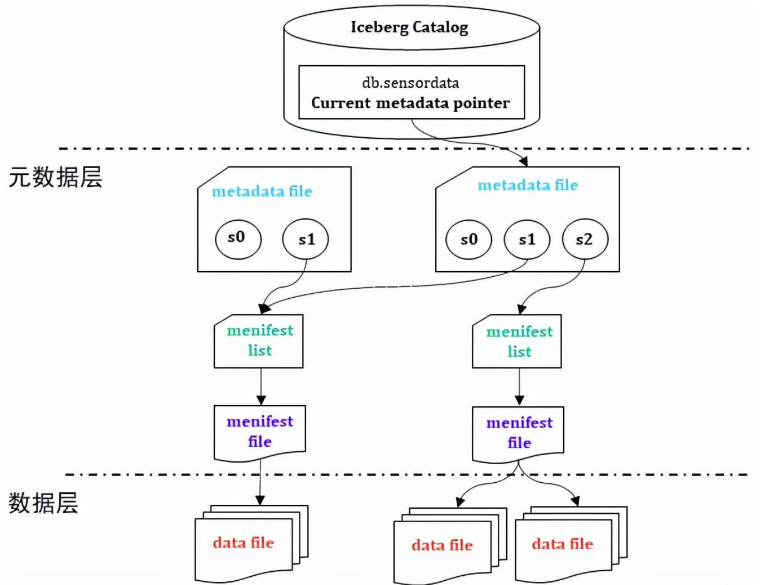 Iceberg Catalog
db.sensordata
Current metadata pointer
元数据层
metadata file
s0
s1
metadata file
s0
s1
s2
menifest
list
menifest
list
menifest
file
menifest
file
数据层
data file
data file
data file